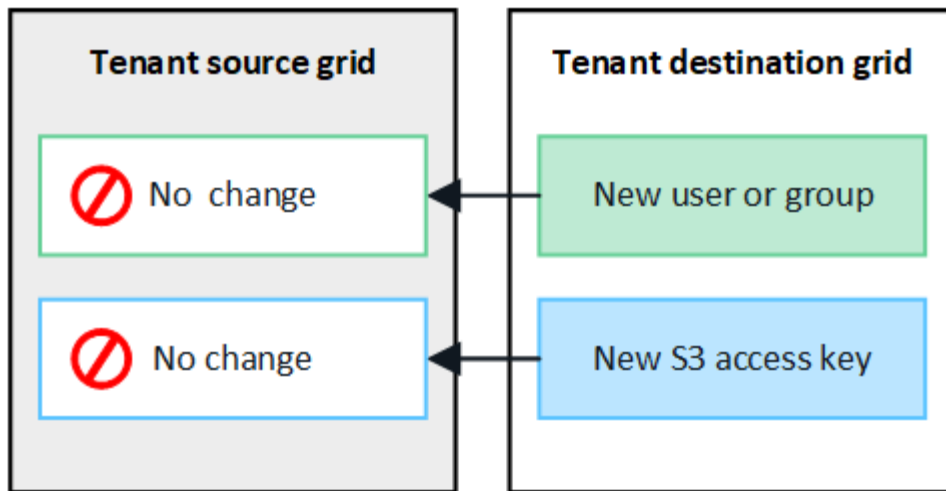 Tenant source grid
No change
No change
Tenant destination grid
New user or group
New S3 access key